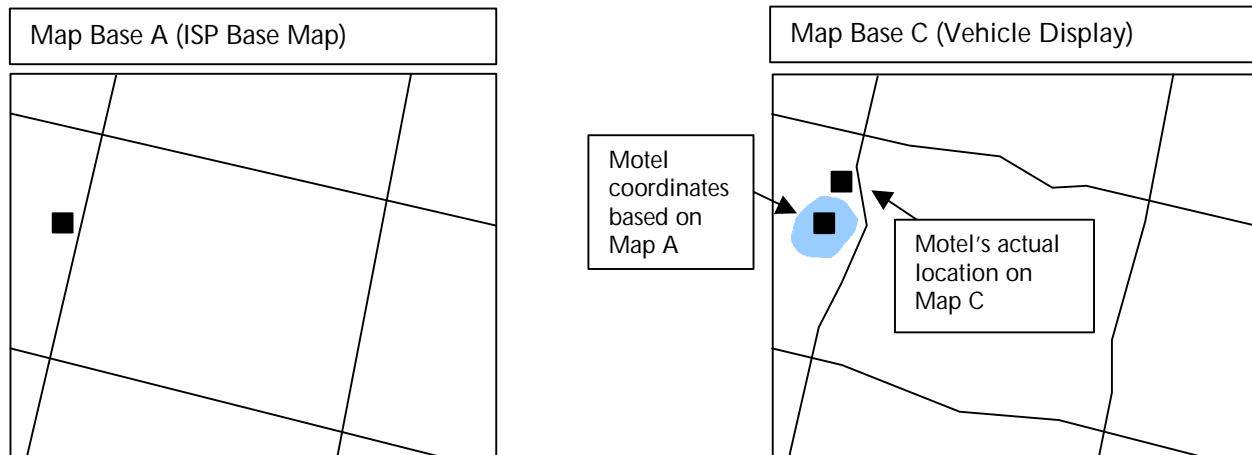 Map Base A (ISP Base Map)
Map Base C (Vehicle Display)
Motel
coordinates
based on
Map A
Motel's actual
location on
Map C